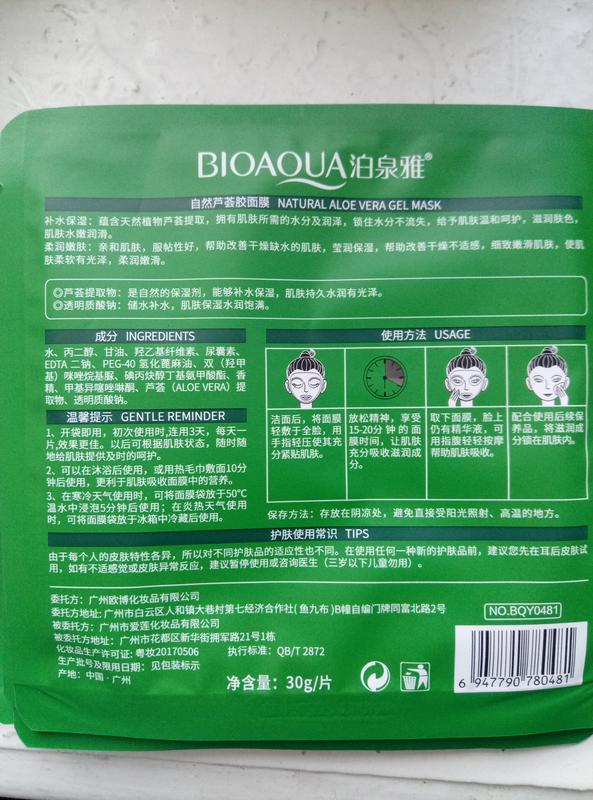 BIOAQUA泊泉雅®
自然芦荟胶面膜 NATURAL ALOE VERA GEL MASK
补水保湿：蕴含天然植物芦荟提取，拥有肌肤所需的水分及润泽，锁住水分不流失，给予肌肤温和呵护，滋润肤色，
肌肤水嫩润滑。
柔润嫩肤：亲和肌肤，服帖性好，帮助改善干燥缺水的肌肤，莹润保湿，帮助改善干燥不适感，细致嫩滑肌肤，使肌
肤柔软有光泽，柔润嫩滑。
◎芦荟提取物：是自然的保湿剂，能够补水保湿，肌肤持久水润有光泽。
◎透明质酸钠：储水补水，肌肤保湿水润饱满。
成分 INGREDIENTS
水、丙二醇、甘油、羟乙基纤维素、尿囊素、
EDTA 二钠、PEG-40 氢化蓖麻油、双（羟甲
基）咪唑烷基脲、碘丙炔醇丁基氨甲酸酯、香
精、甲基异噻唑啉酮、芦荟（ALOE VERA）提
取物、透明质酸钠。
温馨提示 GENTLE REMINDER
1、开袋即用，初次使用时，连用3天，每天一
片，效果更佳。以后可根据肌肤状态，随时随
地给肌肤提供及时的呵护。
2、可以在沐浴后使用，或用热毛巾敷面10分
钟后使用，更利于肌肤吸收面膜中的营养。
3、在寒冷天气使用时，可将面膜袋放于50℃
温水中浸泡5分钟后使用；在炎热天气使用
时，可将面膜袋放于冰箱中冷藏后使用。
使用方法 USAGE
洁面后，将面膜
轻敷于全脸，用
手指轻压使其充
分紧贴肌肤。
放松精神，享受
15-20分钟的面
膜时间，让肌肤
充分吸收滋润成
分。
取下面膜，脸上
仍有精华液，可
用指腹轻轻按摩
帮助肌肤吸收。
配合使用后续保
养品，将滋润成
分锁在肌肤内。
保存方法：存放在阴凉处，避免直接受阳光照射、高温的地方。
护肤使用常识 TIPS
由于每个人的皮肤特性各异，所以对不同护肤品的适应性也不同。在使用任何一种新的护肤品前，建议您先在耳后皮肤试
用，如有不适感觉或皮肤异常反应，建议暂停使用或咨询医生（三岁以下儿童勿用）。
委托方：广州欧博化妆品有限公司
委托方地址：广州市白云区人和镇大巷村第七经济合作社( 鱼九布 )B幢自编门牌同富北路2号
被委托方：广州市爱莲化妆品有限公司
被委托方地址：广州市花都区新华街拥军路21号1栋
化妆品生产许可证：粤妆20170506 执行标准：QB/T 2872
生产批号及限用日期：见包装标示
产地：中国·广州
净含量：30g/片
NO.BQY0481
6 947790 780481